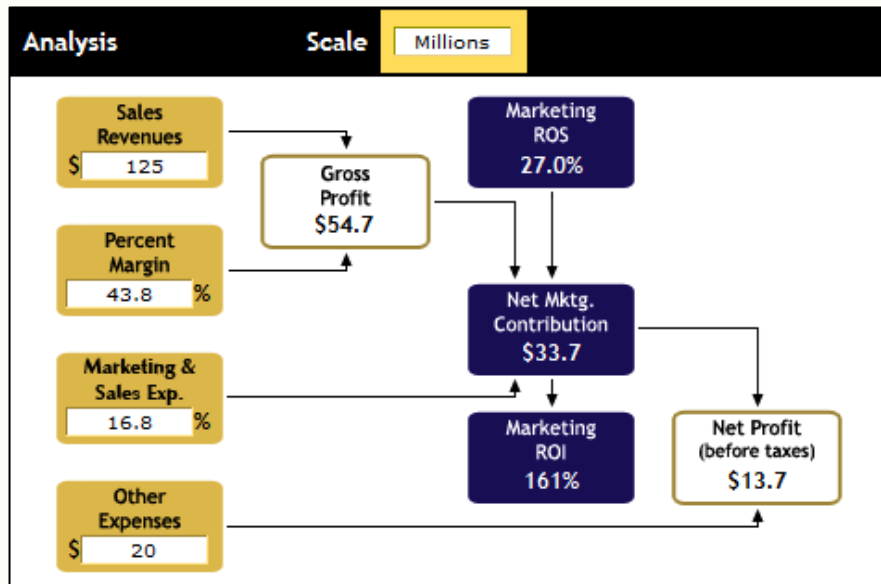 Analysis
Scale
Millions
Sales
Revenues
$ 125
Percent
Margin
43.8 %
Marketing &
Sales Exp.
16.8 %
Other
Expenses
$ 20
Gross
Profit
$54.7
Marketing
ROS
27.0%
Net Mktg.
Contribution
$33.7
Marketing
ROI
161%
Net Profit
(before taxes)
$13.7